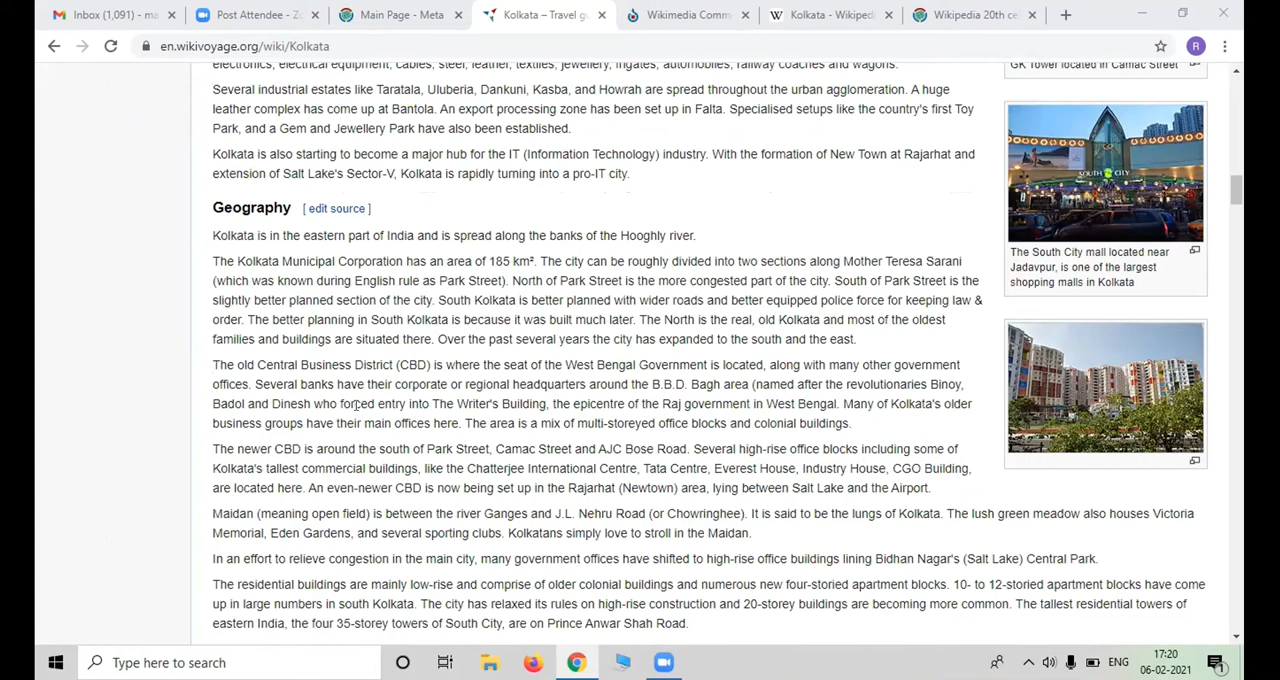 Inbox (1,091) - ma
Post Attendee - Zo
Main Page - Meta
Kolkata – Travel g
Wikimedia Comm
Kolkata - Wikipedi
Wikipedia 20th ce
en.wikivoyage.org/wiki/Kolkata
R
electronics, electrical equipment, cables, steel, leather, textiles, jewellery, frigates, automobiles, railway coaches and wagons.
GK Tower located in Camac Street
Several industrial estates like Taratala, Uluberia, Dankuni, Kasba, and Howrah are spread throughout the urban agglomeration. A huge
leather complex has come up at Bantola. An export processing zone has been set up in Falta. Specialised setups like the country's first Toy
Park, and a Gem and Jewellery Park have also been established.
Kolkata is also starting to become a major hub for the IT (Information Technology) industry. With the formation of New Town at Rajarhat and
extension of Salt Lake's Sector-V, Kolkata is rapidly turning into a pro-IT city.
SOUTH CITY
Geography [ edit source ]
Kolkata is in the eastern part of India and is spread along the banks of the Hooghly river.
The South City mall located near
Jadavpur, is one of the largest
shopping malls in Kolkata
The Kolkata Municipal Corporation has an area of 185 km². The city can be roughly divided into two sections along Mother Teresa Sarani
(which was known during English rule as Park Street). North of Park Street is the more congested part of the city. South of Park Street is the
slightly better planned section of the city. South Kolkata is better planned with wider roads and better equipped police force for keeping law &
order. The better planning in South Kolkata is because it was built much later. The North is the real, old Kolkata and most of the oldest
families and buildings are situated there. Over the past several years the city has expanded to the south and the east.
The old Central Business District (CBD) is where the seat of the West Bengal Government is located, along with many other government
offices. Several banks have their corporate or regional headquarters around the B.B.D. Bagh area (named after the revolutionaries Binoy,
Badol and Dinesh who forced entry into The Writer's Building, the epicentre of the Raj government in West Bengal. Many of Kolkata's older
business groups have their main offices here. The area is a mix of multi-storeyed office blocks and colonial buildings.
The newer CBD is around the south of Park Street, Camac Street and AJC Bose Road. Several high-rise office blocks including some of
Kolkata's tallest commercial buildings, like the Chatterjee International Centre, Tata Centre, Everest House, Industry House, CGO Building,
are located here. An even-newer CBD is now being set up in the Rajarhat (Newtown) area, lying between Salt Lake and the Airport.
Maidan (meaning open field) is between the river Ganges and J.L. Nehru Road (or Chowringhee). It is said to be the lungs of Kolkata. The lush green meadow also houses Victoria
Memorial, Eden Gardens, and several sporting clubs. Kolkatans simply love to stroll in the Maidan.
In an effort to relieve congestion in the main city, many government offices have shifted to high-rise office buildings lining Bidhan Nagar's (Salt Lake) Central Park.
The residential buildings are mainly low-rise and comprise of older colonial buildings and numerous new four-storied apartment blocks. 10- to 12-storied apartment blocks have come
up in large numbers in south Kolkata. The city has relaxed its rules on high-rise construction and 20-storey buildings are becoming more common. The tallest residential towers of
eastern India, the four 35-storey towers of South City, are on Prince Anwar Shah Road.
Type here to search
ENG
17:20
06-02-2021
1